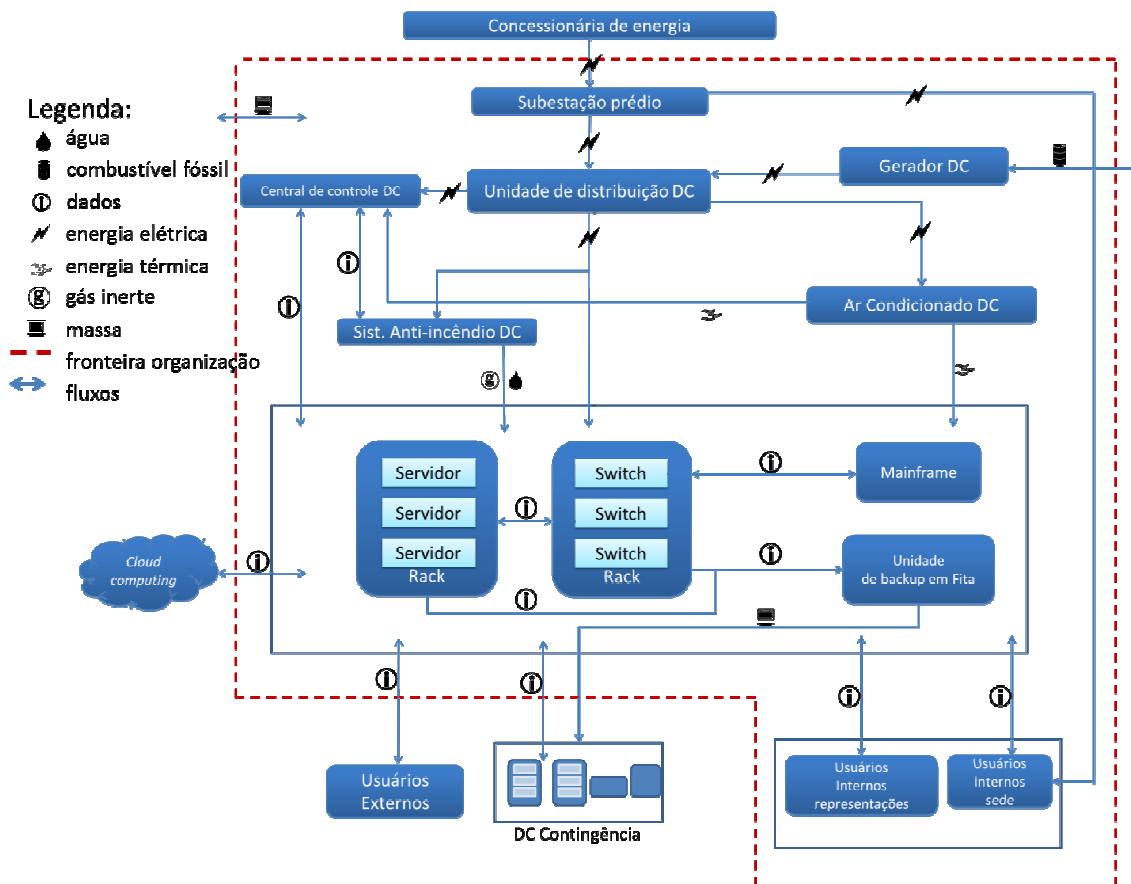 Concessionária de energia
Subestação prédio
Legenda:
água
combustível fóssil
dados
energia elétrica
energia térmica
gás inerte
massa
fronteira organização
fluxos
Gerador DC
Central de controle DC
Unidade de distribuição DC
Ar Condicionado DC
Sist. Anti-incêndio DC
Servidor
Servidor
Servidor
Rack
Switch
Switch
Switch
Rack
Mainframe
Unidade
de backup em Fita
Cloud
computing
Usuários
Externos
DC Contingência
Usuários
Internos
representações
Usuários
Internos
sede